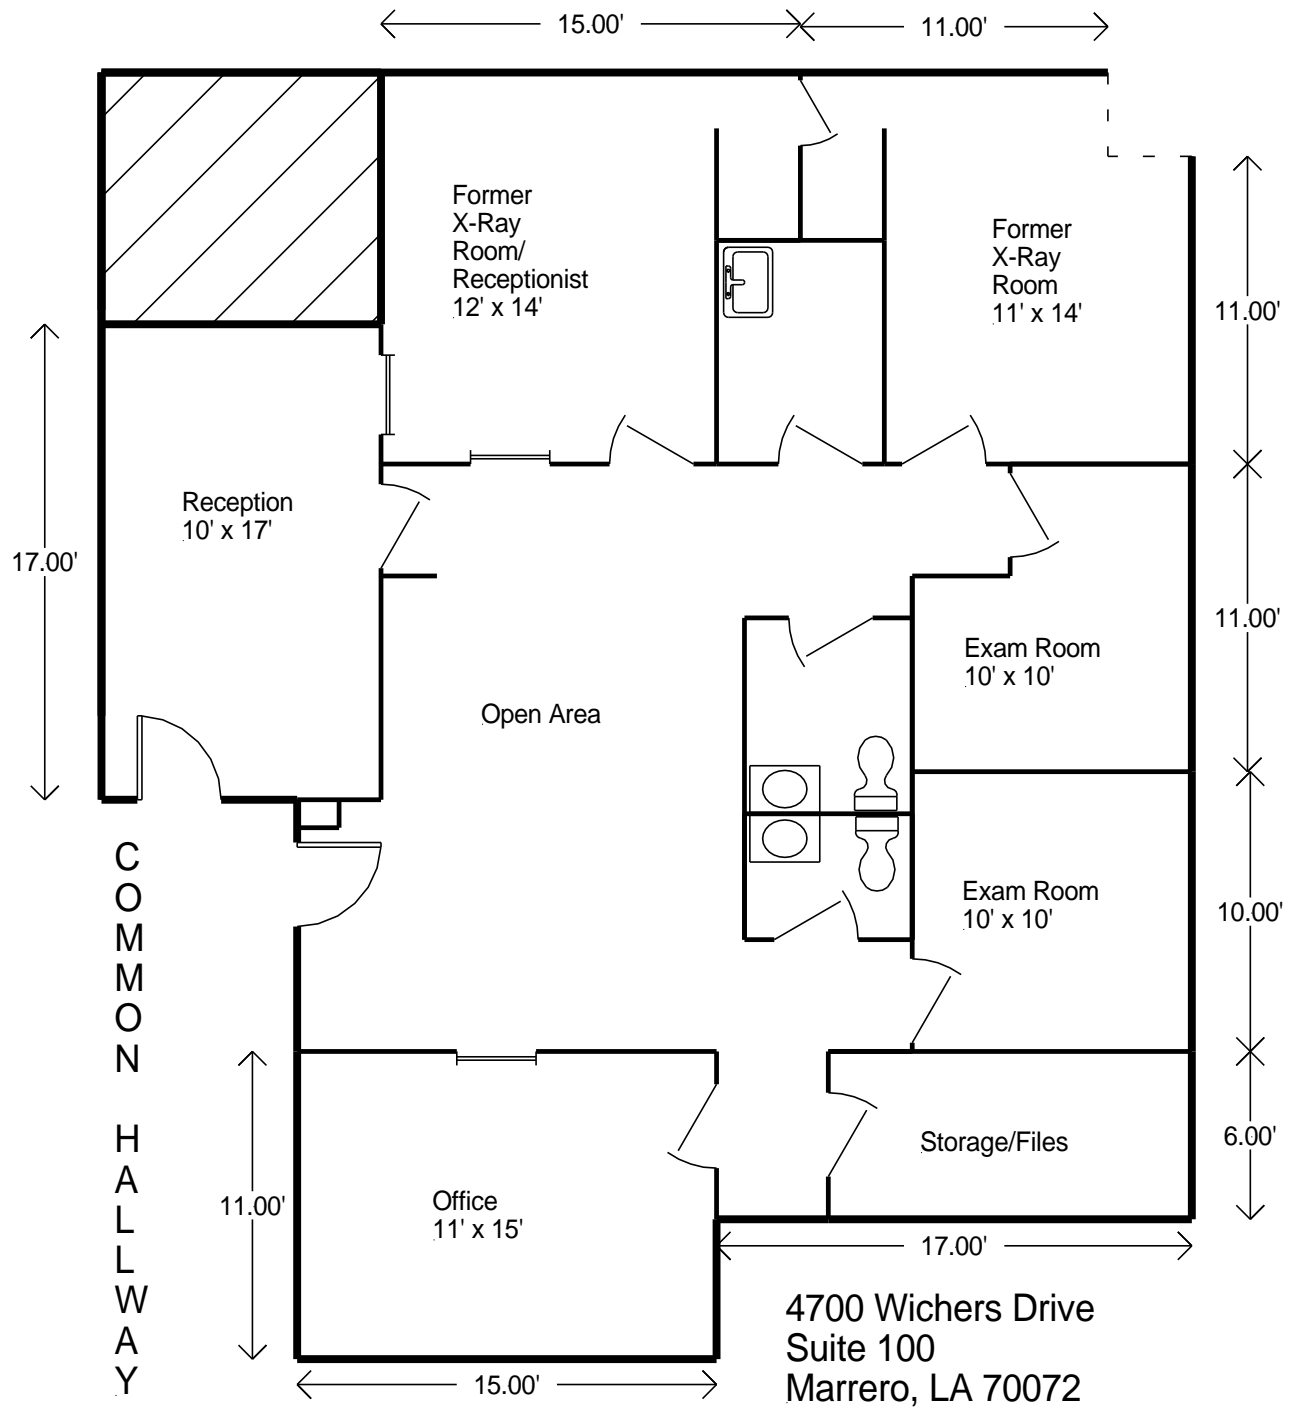 15.00'
11.00'
Former
X-Ray
Room/
Receptionist
12' x 14'
Former
X-Ray
Room
11' x 14'
11.00'
Reception
10' x 17'
17.00'
11.00'
Exam Room
10' x 10'
Open Area
Exam Room
10' x 10'
10.00'
C
O
M
M
O
N
H
A
L
L
W
A
Y
Storage/Files
6.00'
11.00'
Office
11' x 15'
17.00'
15.00'
4700 Wichers Drive
Suite 100
Marrero, LA 70072